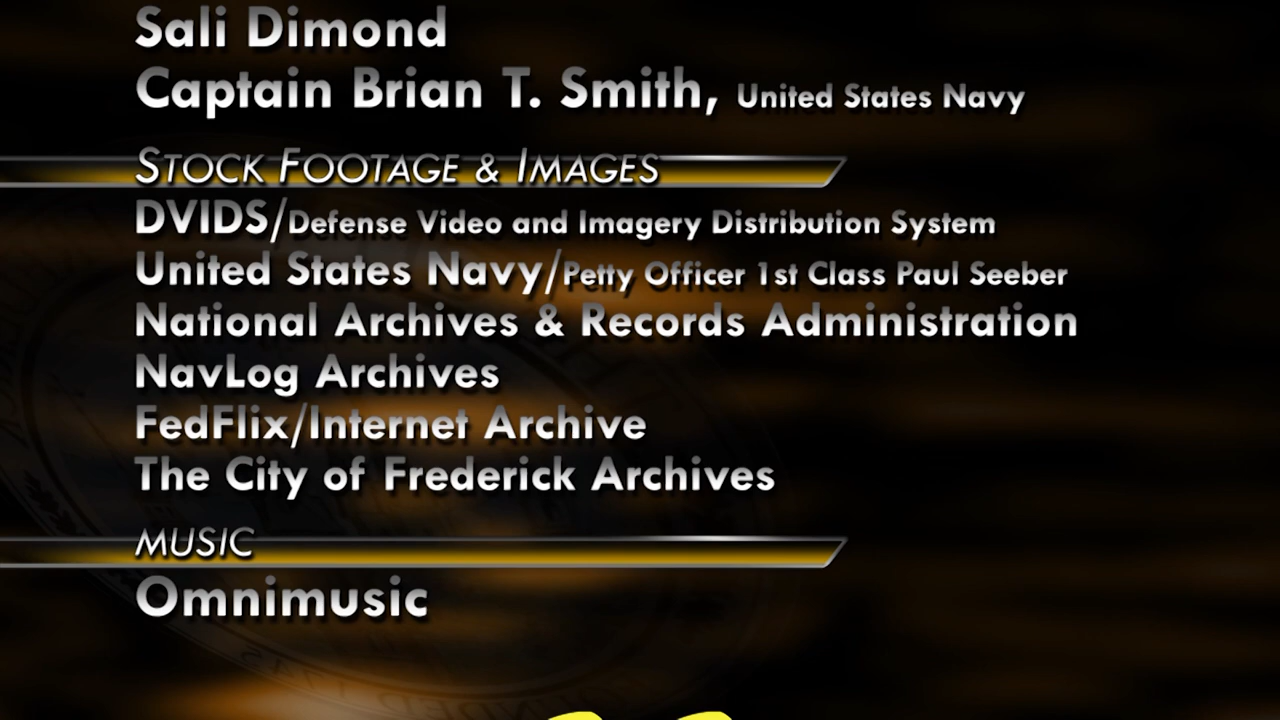 Sali Dimond
Captain Brian T. Smith, United States Navy
STOCK FOOTAGE & IMAGES
DVIDS/Defense Video and Imagery Distribution System
United States Navy/Petty Officer 1st Class Paul Seeber
National Archives & Records Administration
NavLog Archives
FedFlix/Internet Archive
The City of Frederick Archives
MUSIC
Omnimusic